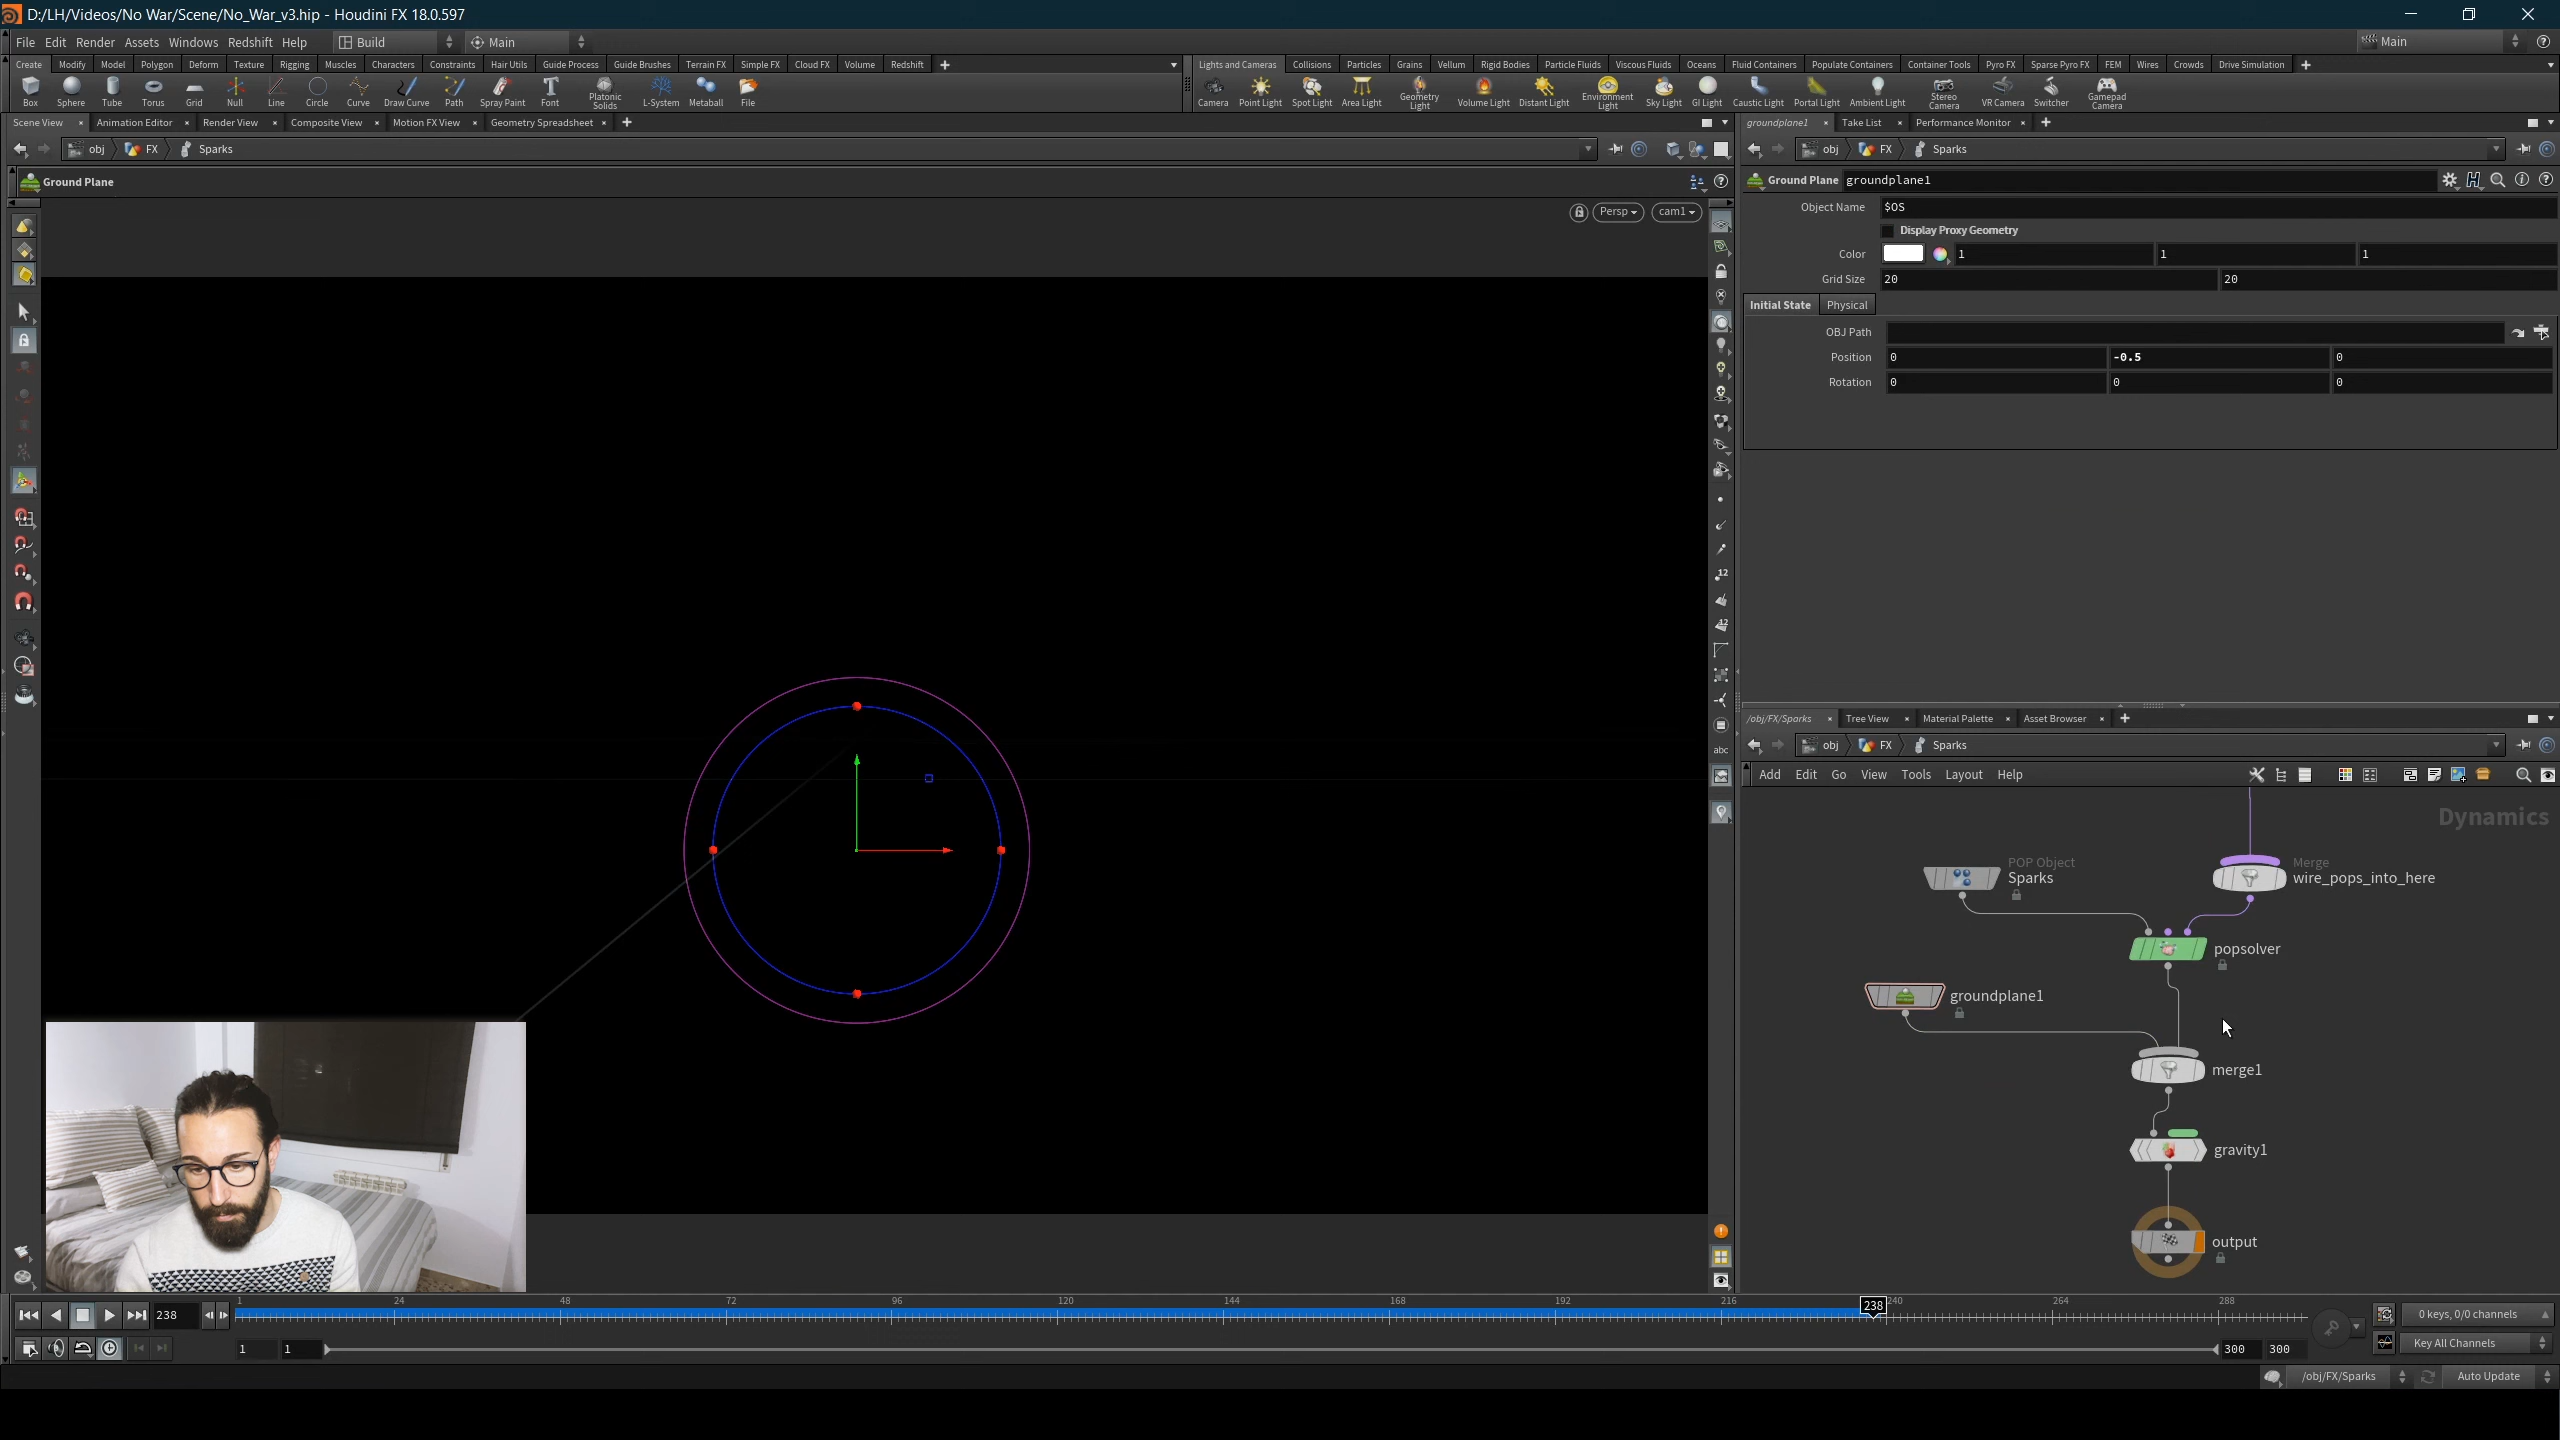 D:/LH/Videos/No War/Scene/No_War_v3.hip - Houdini FX 18.0.597
File Edit Render Assets Windows Redshift Help Build Main Main
Create Modify Model Polygon Deform Texture Rigging Muscles Characters Constraints Hair Utils Guide Process Guide Brushes Terrain FX Simple FX Cloud FX Volume Redshift
Lights and Cameras Collisions Particles Grains Vellum Rigid Bodies Particle Fluids Viscous Fluids Oceans Fluid Containers Populate Containers Container Tools Pyro FX Sparse Pyro FX FEM Wires Crowds Drive Simulation
Box Sphere Tube Torus Grid Null Line Circle Curve Draw Curve Path Spray Paint Font Platonic Solids L-System Metaball File
Camera Point Light Spot Light Area Light Geometry Light Volume Light Distant Light Environment Light Sky Light GI Light Caustic Light Portal Light Ambient Light Stereo Camera VR Camera Switcher Gamepad Camera
Scene View Animation Editor Render View Composite View Motion FX View Geometry Spreadsheet
groundplane1 Take List Performance Monitor
obj FX Sparks
obj FX Sparks
Ground Plane
Persp cam1
Ground Plane groundplane1
Object Name $OS
Display Proxy Geometry
Color 1 1 1
Grid Size 20 20
Initial State Physical
OBJ Path
Position 0 -0.5 0
Rotation 0 0 0
12
12
abc
/obj/FX/Sparks Tree View Material Palette Asset Browser
obj FX Sparks
Add Edit Go View Tools Layout Help
Dynamics
POP Object
Sparks
Merge
wire_pops_into_here
popsolver
groundplane1
merge1
gravity1
output
238 1 24 48 72 96 120 144 168 192 216 238 240 264 288
0 keys, 0/0 channels
1 1 300 300
Key All Channels
/obj/FX/Sparks Auto Update